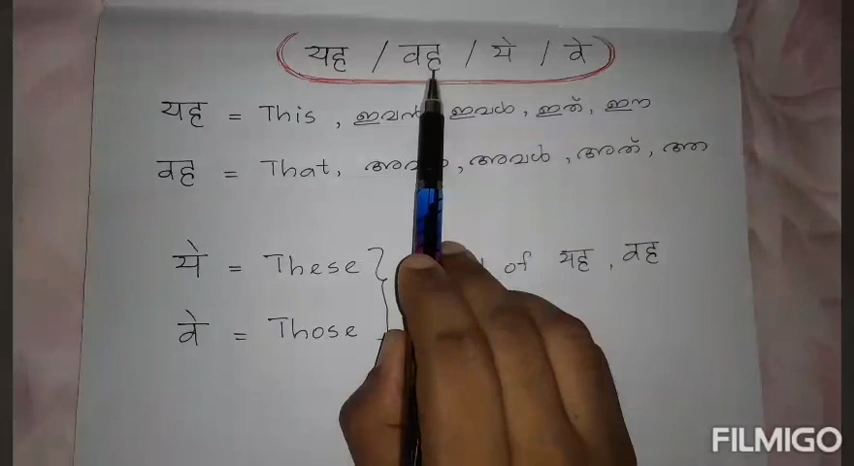 यह / वह / ये / वे
यह = This, ഇവൻ ഇവൾ, ഇത്, ഈ
वह = That, അവൾ, അത്, ആ
ये = These } of यह, वह
वे = Those
FILMIGO